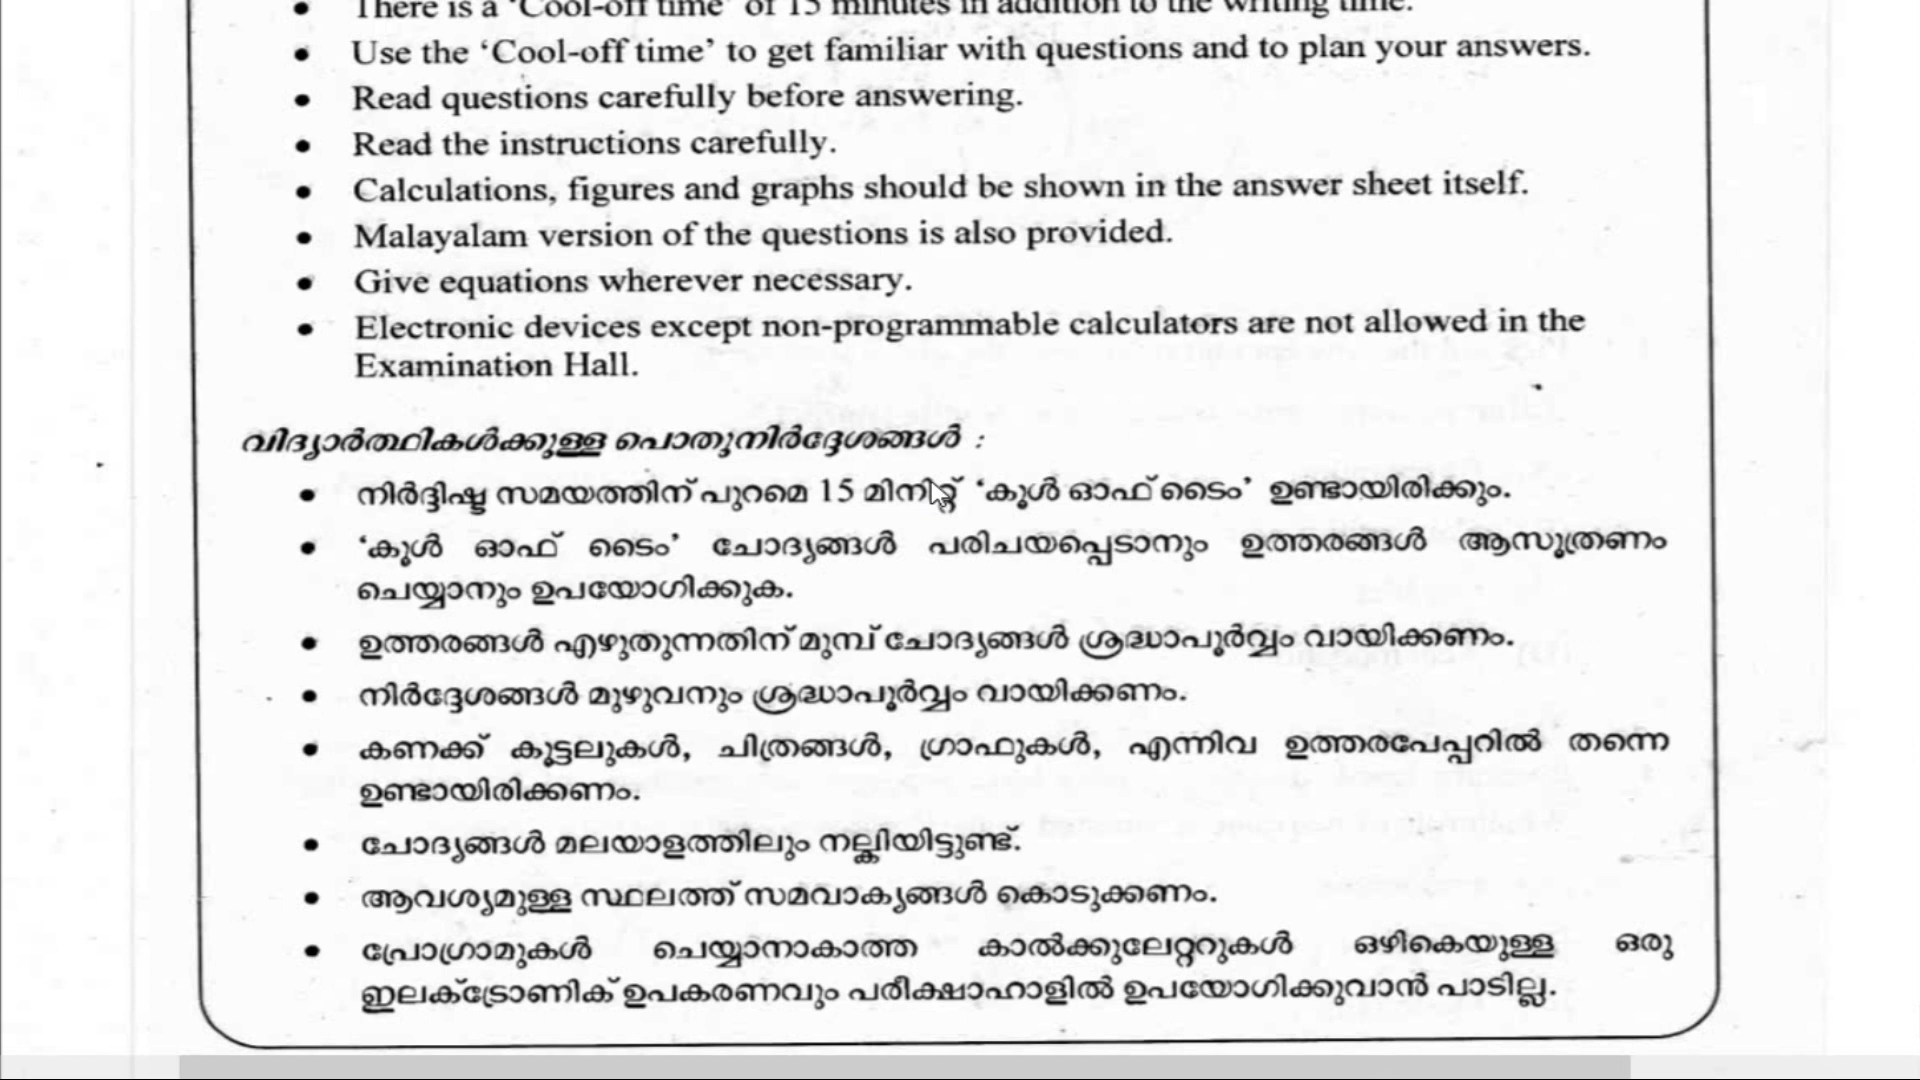 There is a ‘Cool-off time’ of 15 minutes in addition to the writing time.
• Use the ‘Cool-off time’ to get familiar with questions and to plan your answers.
• Read questions carefully before answering.
• Read the instructions carefully.
• Calculations, figures and graphs should be shown in the answer sheet itself.
• Malayalam version of the questions is also provided.
• Give equations wherever necessary.
• Electronic devices except non-programmable calculators are not allowed in the
Examination Hall.
വിദ്യാർത്ഥികൾക്കുള്ള പൊതുനിർദ്ദേശങ്ങൾ :
• നിർദ്ദിഷ്ട സമയത്തിന് പുറമെ 15 മിനിറ്റ് ‘കൂൾ ഓഫ് ടൈം’ ഉണ്ടായിരിക്കും.
• ‘കൂൾ ഓഫ് ടൈം’ ചോദ്യങ്ങൾ പരിചയപ്പെടാനും ഉത്തരങ്ങൾ ആസൂത്രണം
ചെയ്യാനും ഉപയോഗിക്കുക.
• ഉത്തരങ്ങൾ എഴുതുന്നതിന് മുമ്പ് ചോദ്യങ്ങൾ ശ്രദ്ധാപൂർവ്വം വായിക്കണം.
• നിർദ്ദേശങ്ങൾ മുഴുവനും ശ്രദ്ധാപൂർവ്വം വായിക്കണം.
• കണക്ക് കൂട്ടലുകൾ, ചിത്രങ്ങൾ, ഗ്രാഫുകൾ, എന്നിവ ഉത്തരപേപ്പറിൽ തന്നെ
ഉണ്ടായിരിക്കണം.
• ചോദ്യങ്ങൾ മലയാളത്തിലും നല്കിയിട്ടുണ്ട്.
• ആവശ്യമുള്ള സ്ഥലത്ത് സമവാക്യങ്ങൾ കൊടുക്കണം.
• പ്രോഗ്രാമുകൾ ചെയ്യാനാകാത്ത കാൽക്കുലേറ്ററുകൾ ഒഴികെയുള്ള ഒരു
ഇലക്ട്രോണിക് ഉപകരണവും പരീക്ഷാഹാളിൽ ഉപയോഗിക്കുവാൻ പാടില്ല.